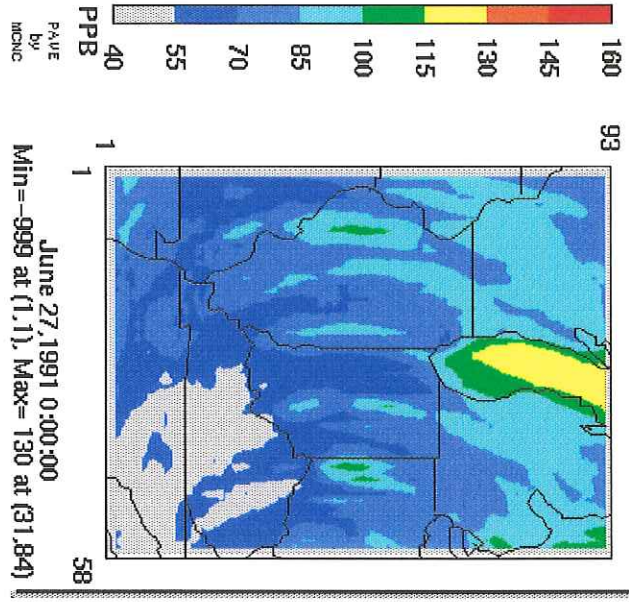 160
145
130
115
100
85
70
55
40
PPB
PAVE
by
MCNC
93
1
1
58
June 27,1991 0:00:00
Min=-999 at (1,1), Max= 130 at (31,84)